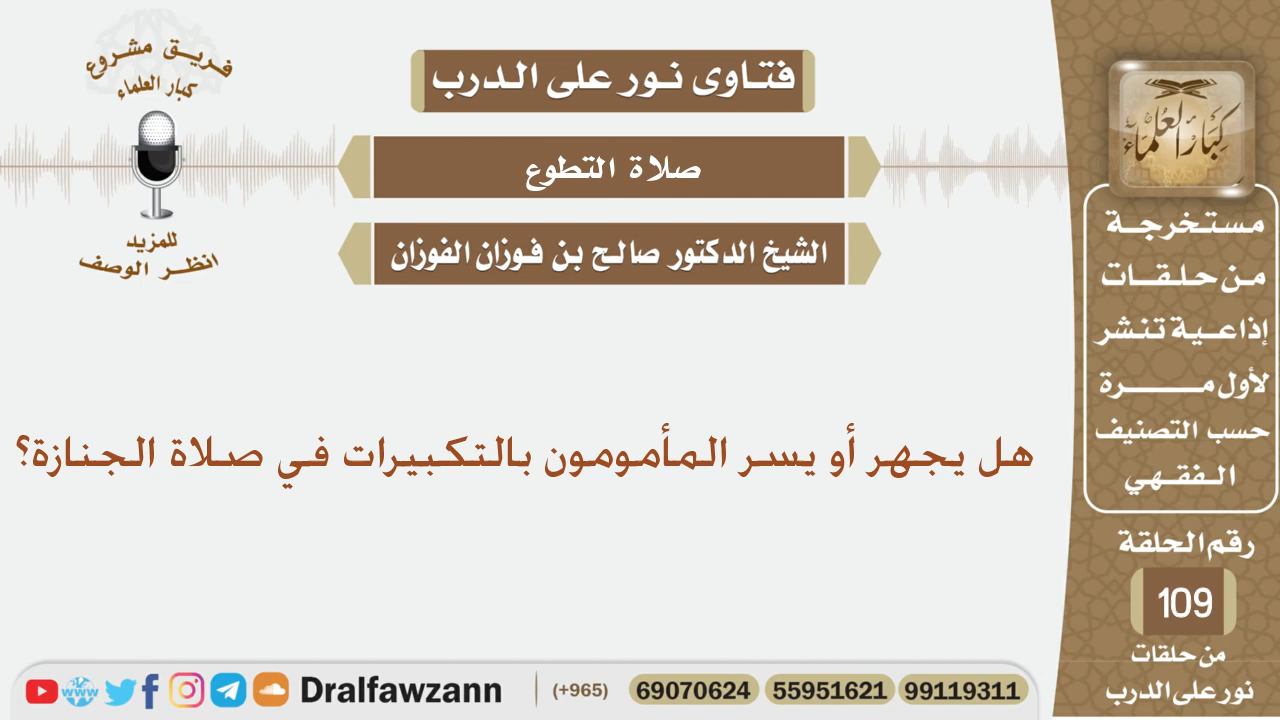 فريق مشروع
كبار العلماء
للمزيد
انظر الوصف
فتاوى نور على الدرب
صلاة التطوع
الشيخ الدكتور صالح بن فوزان الفوزان
هل يجهر أو يسر المأمومون بالتكبيرات في صلاة الجنازة؟
كبار العلماء
مستخرجة
من حلقات
إذاعية تنشر
لأول مرة
حسب التصنيف
الفقهي
رقم الحلقة
109
من حلقات
نور على الدرب
www Dralfawzann (+965) 69070624 55951621 99119311